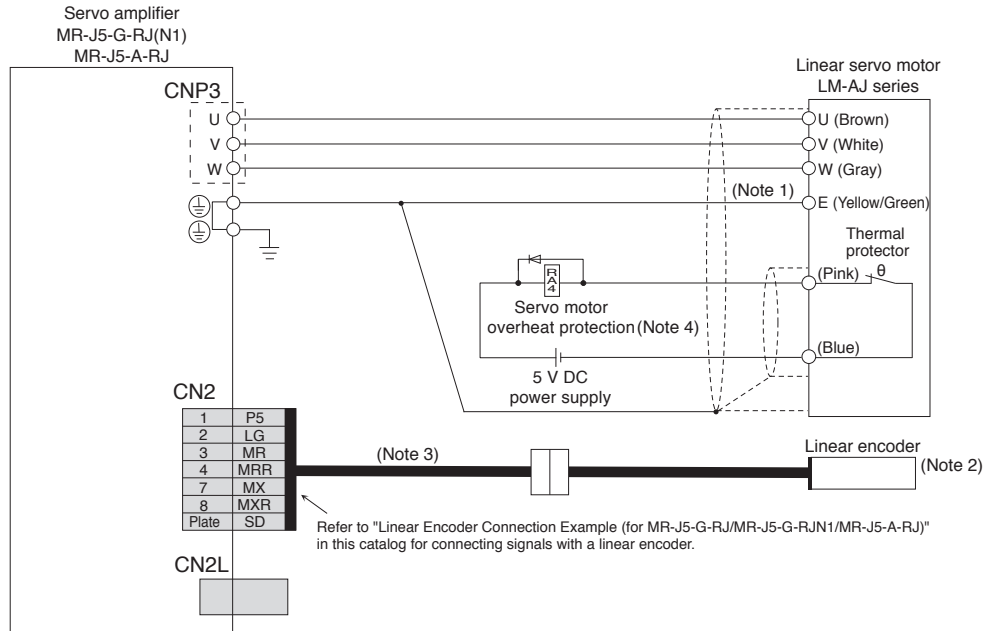 Servo amplifier
MR-J5-G-RJ(N1)
MR-J5-A-RJ
Linear servo motor
LM-AJ series
CNP3
U
V
W
U (Brown)
V (White)
W (Gray)
(Note 1)
E (Yellow/Green)
Thermal
protector
(Pink)
θ
RA4
Servo motor
overheat protection(Note 4)
(Blue)
5 V DC
power supply
CN2
1 P5
2 LG
3 MR
4 MRR
7 MX
8 MXR
Plate SD
(Note 3)
Linear encoder
(Note 2)
Refer to "Linear Encoder Connection Example (for MR-J5-G-RJ/MR-J5-G-RJN1/MR-J5-A-RJ)"
in this catalog for connecting signals with a linear encoder.
CN2L